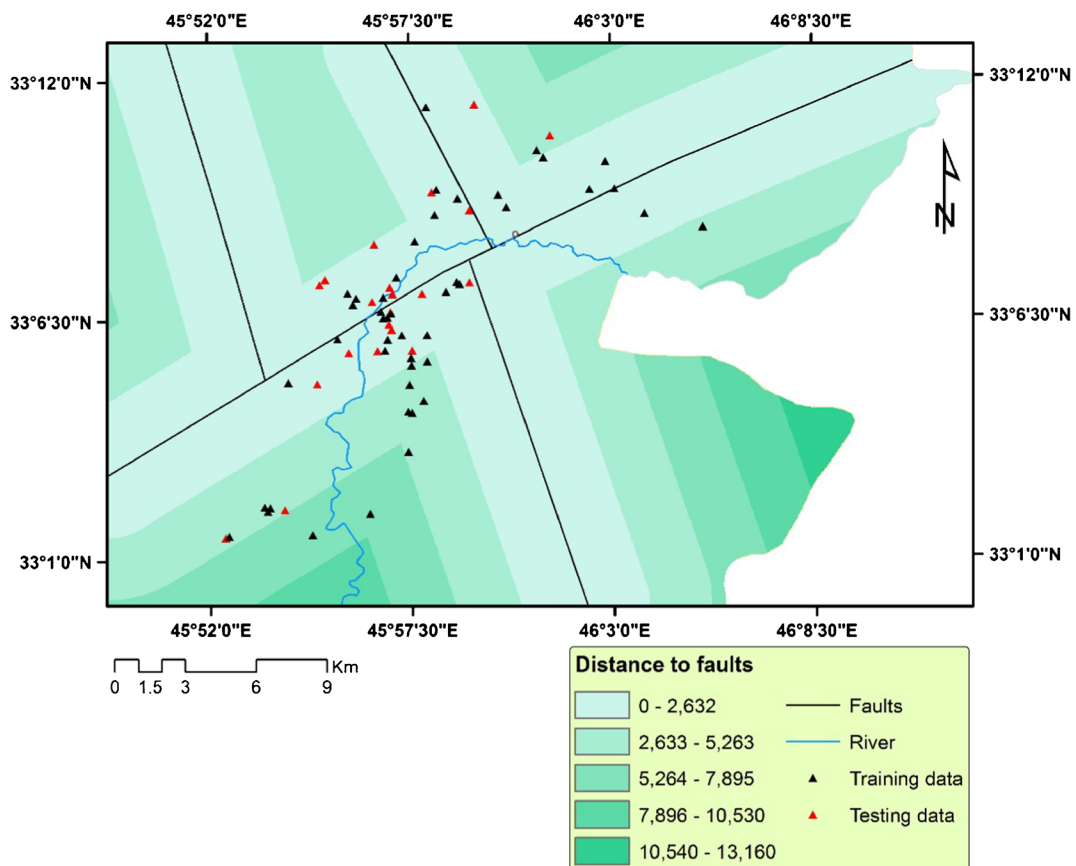 45°52'0"E 45°57'30"E 46°3'0"E 46°8'30"E
33°12'0"N 33°12'0"N
N
33°6'30"N 33°6'30"N
33°1'0"N 33°1'0"N
45°52'0"E 45°57'30"E 46°3'0"E 46°8'30"E
Km
0 1.5 3 6 9
Distance to faults
0 - 2,632 Faults
2,633 - 5,263 River
5,264 - 7,895 Training data
7,896 - 10,530 Testing data
10,540 - 13,160